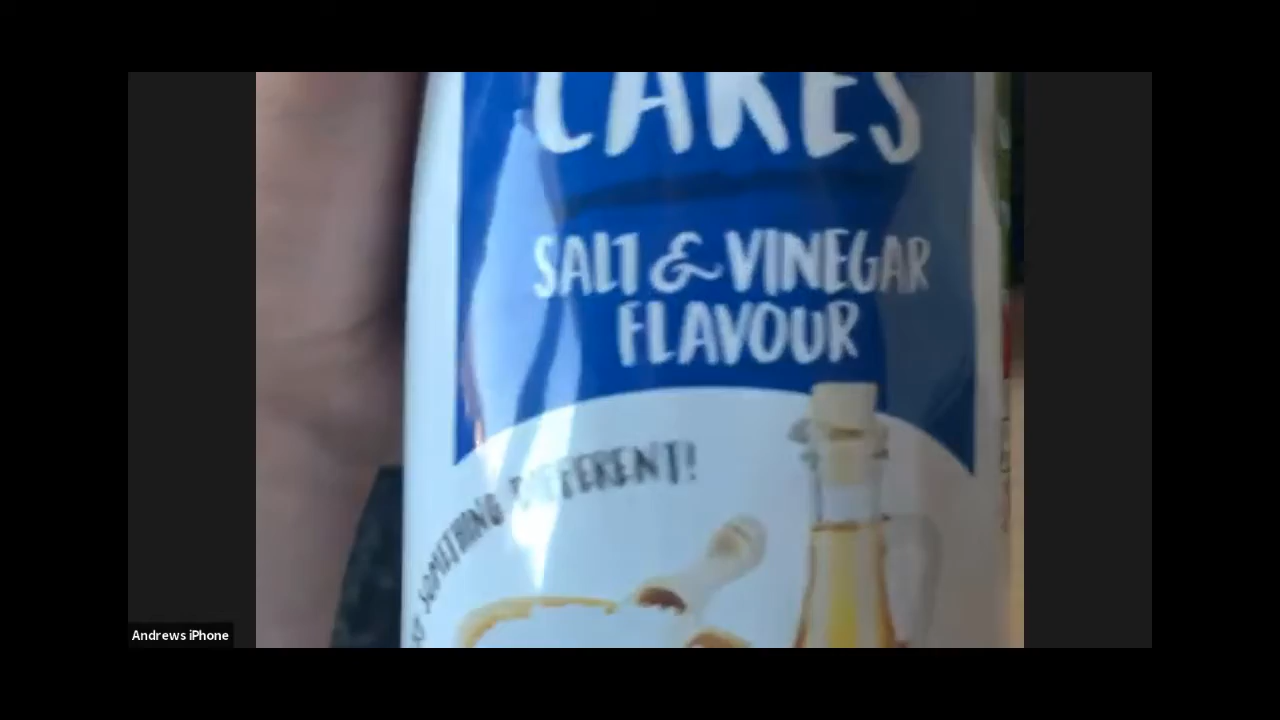 CAKES
SALT & VINEGAR
FLAVOUR
SOMETHING DIFFERENT!
Andrews iPhone